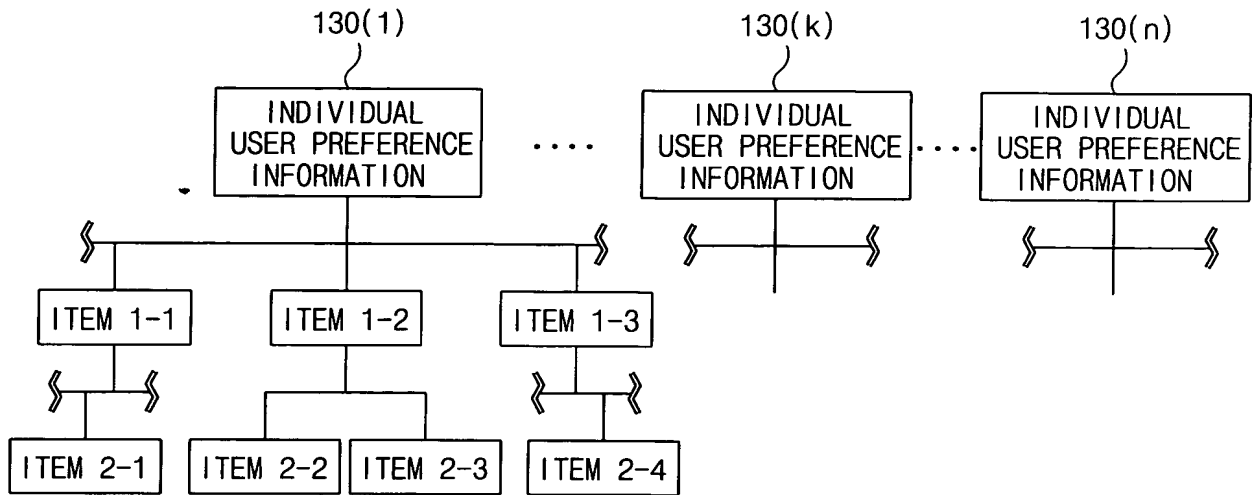 130(1)
130(k)
130(n)
INDIVIDUAL
USER PREFERENCE
INFORMATION
....
INDIVIDUAL
USER PREFERENCE
INFORMATION
....
INDIVIDUAL
USER PREFERENCE
INFORMATION
ITEM 1-1
ITEM 1-2
ITEM 1-3
ITEM 2-1
ITEM 2-2
ITEM 2-3
ITEM 2-4